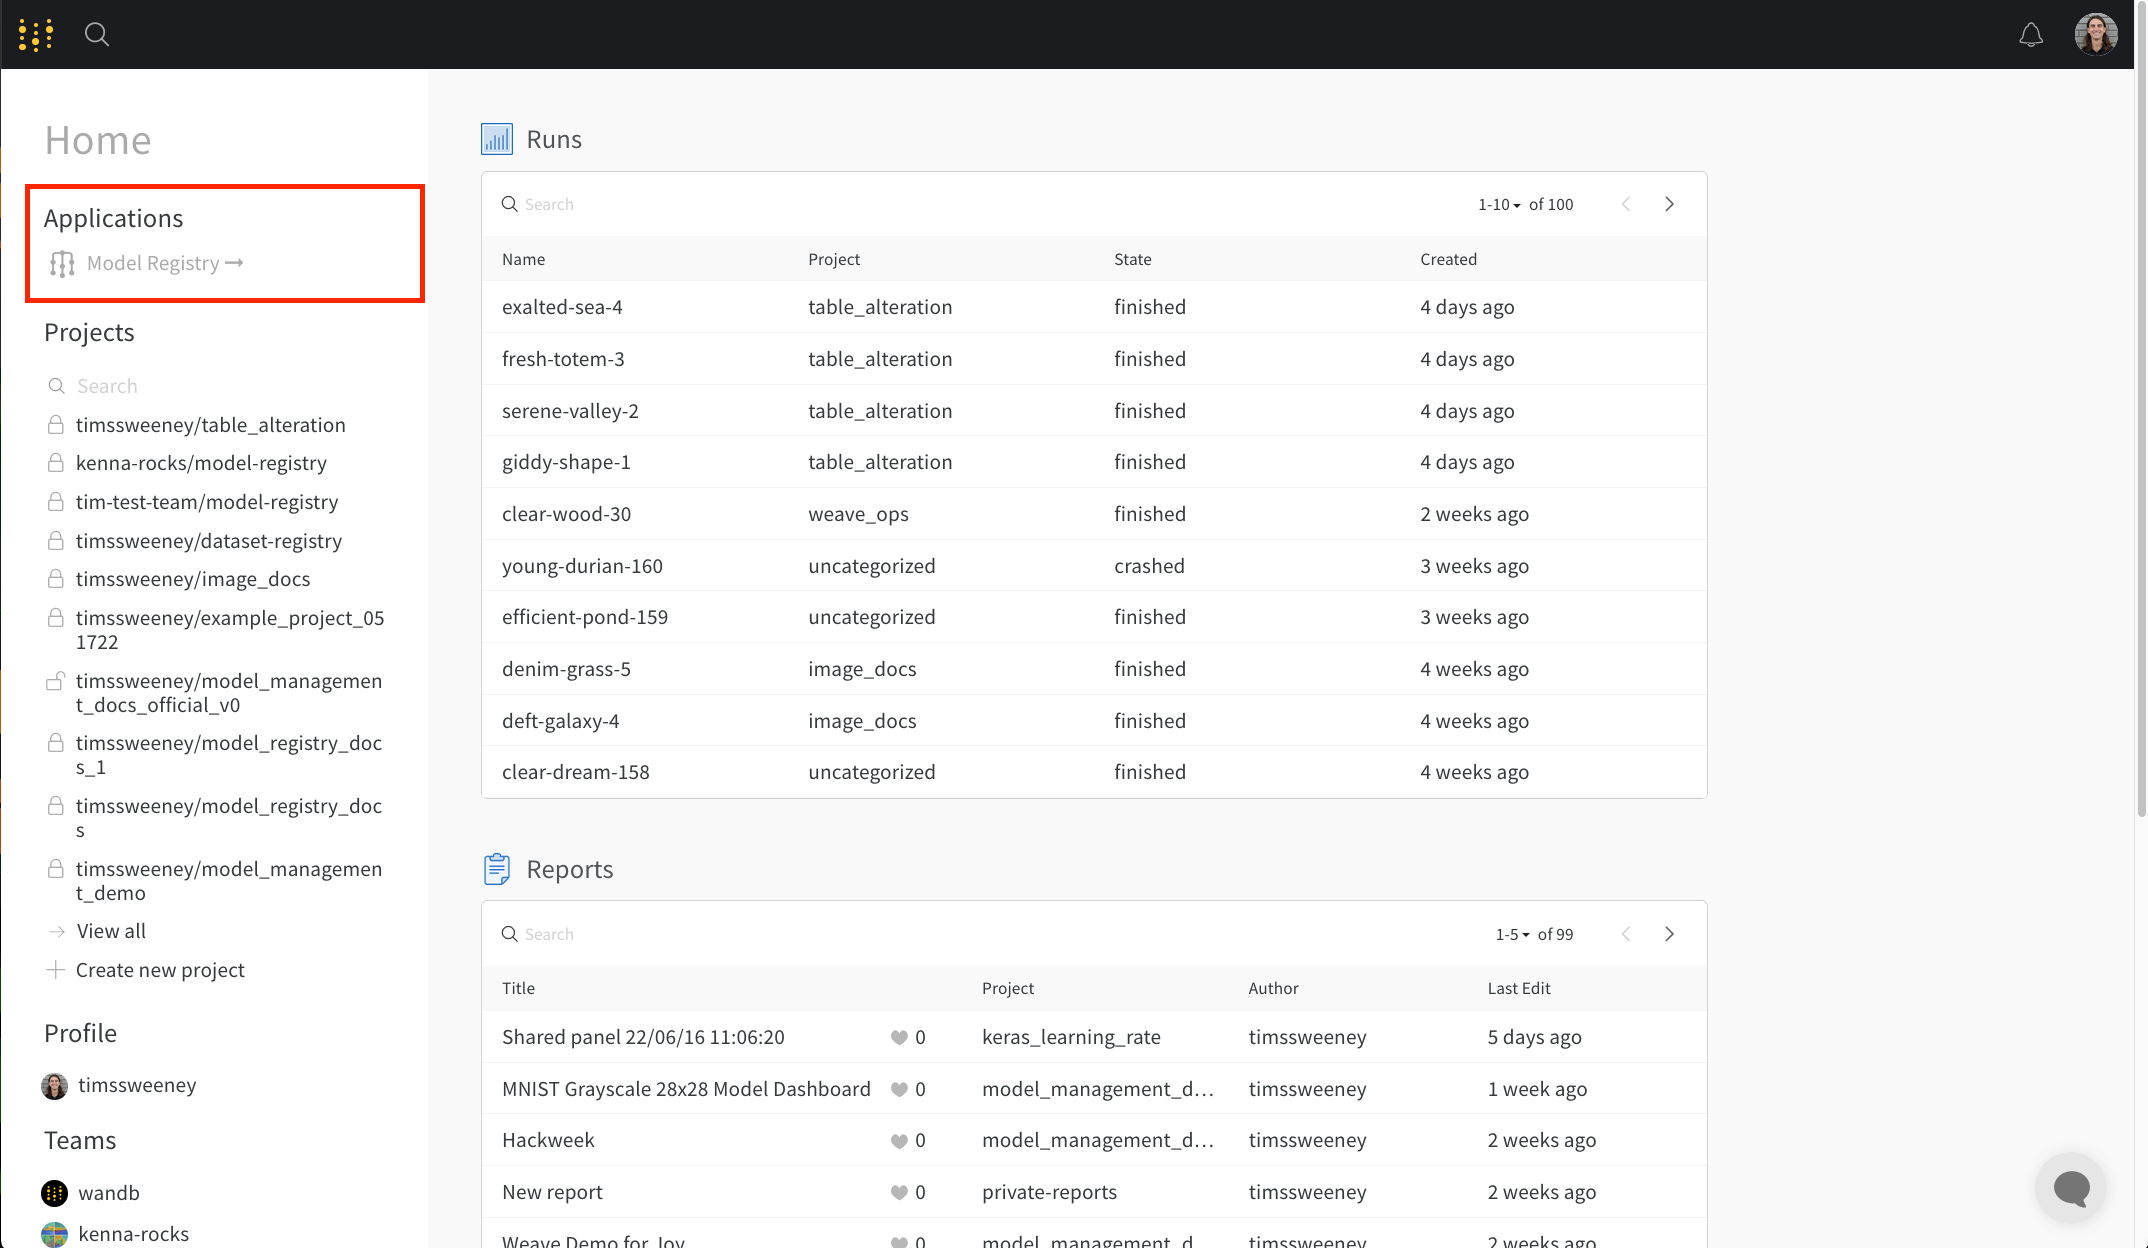 Home
Applications
Model Registry →
Projects
Search
timssweeney/table_alteration
kenna-rocks/model-registry
tim-test-team/model-registry
timssweeney/dataset-registry
timssweeney/image_docs
timssweeney/example_project_05
1722
timssweeney/model_managemen
t_docs_official_v0
timssweeney/model_registry_doc
s_1
timssweeney/model_registry_doc
s
timssweeney/model_managemen
t_demo
View all
Create new project
Profile
timssweeney
Teams
wandb
kenna-rocks
Runs
Search
1-10 of 100
Name Project State Created
exalted-sea-4 table_alteration finished 4 days ago
fresh-totem-3 table_alteration finished 4 days ago
serene-valley-2 table_alteration finished 4 days ago
giddy-shape-1 table_alteration finished 4 days ago
clear-wood-30 weave_ops finished 2 weeks ago
young-durian-160 uncategorized crashed 3 weeks ago
efficient-pond-159 uncategorized finished 3 weeks ago
denim-grass-5 image_docs finished 4 weeks ago
deft-galaxy-4 image_docs finished 4 weeks ago
clear-dream-158 uncategorized finished 4 weeks ago
Reports
Search
1-5 of 99
Title Project Author Last Edit
Shared panel 22/06/16 11:06:20 0 keras_learning_rate timssweeney 5 days ago
MNIST Grayscale 28x28 Model Dashboard 0 model_management_d... timssweeney 1 week ago
Hackweek 0 model_management_d... timssweeney 2 weeks ago
New report 0 private-reports timssweeney 2 weeks ago
Weave Demo for Joy 0 model_management_d timssweeney 2 weeks ago